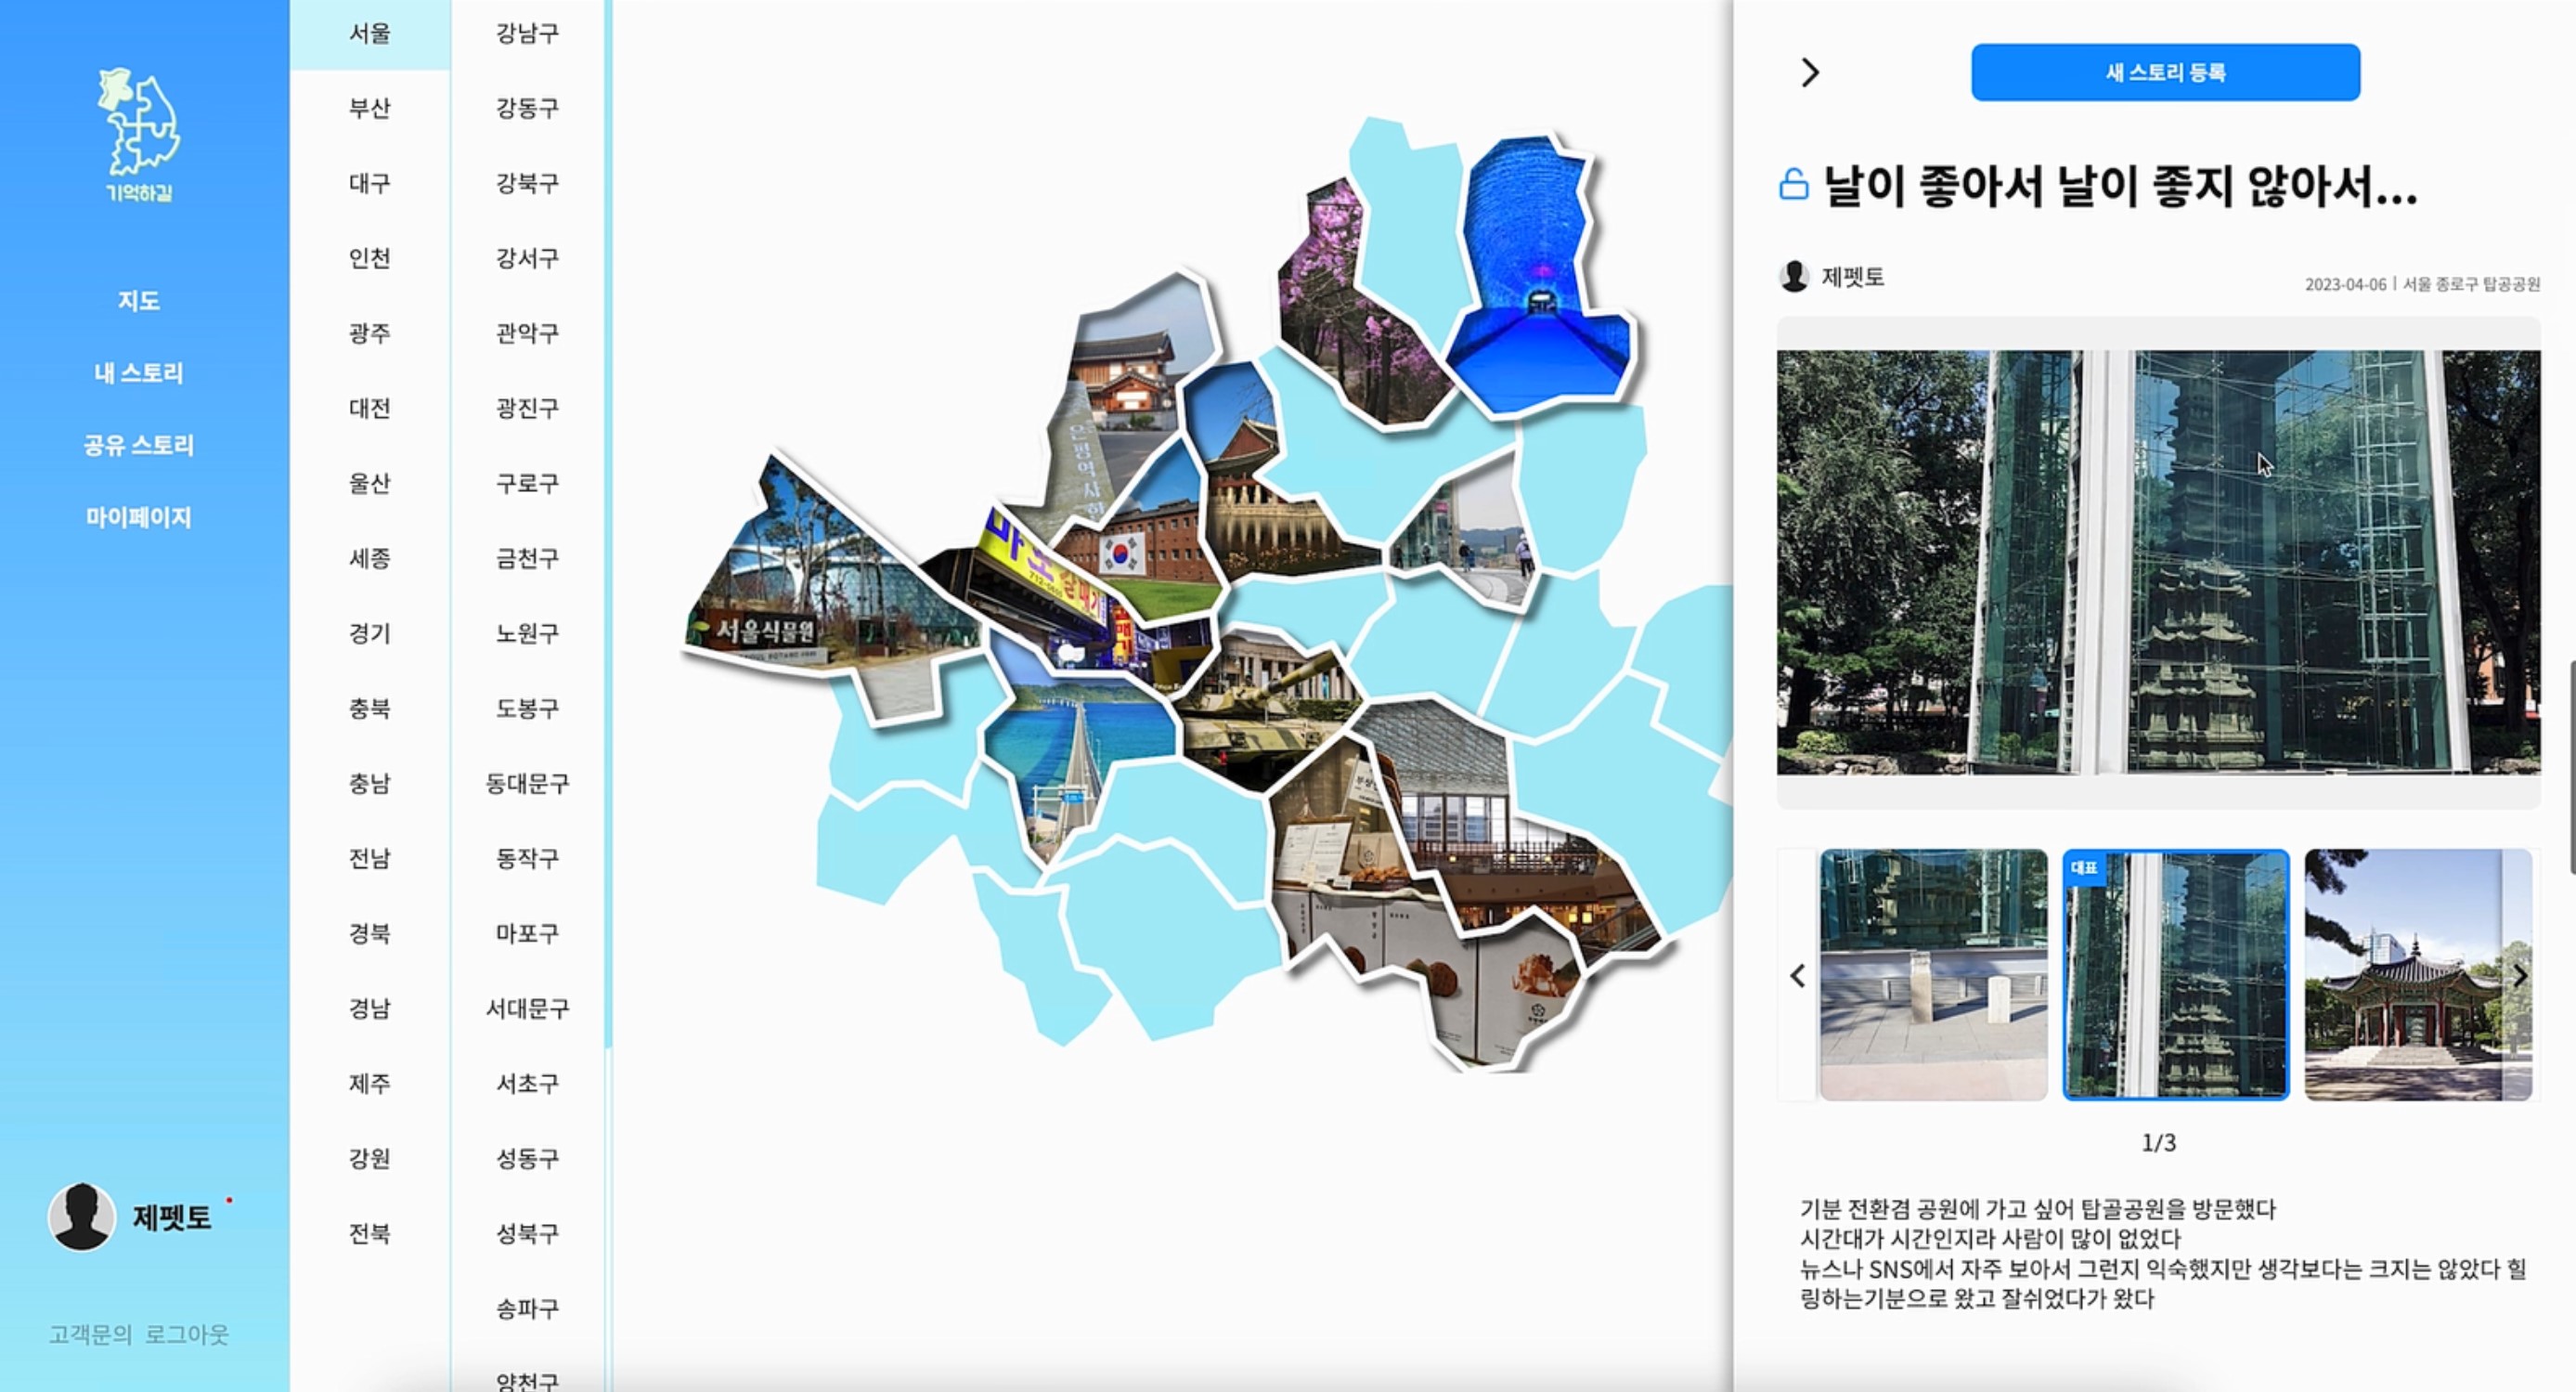 기억하길
지도
내 스토리
공유 스토리
마이페이지
제펫토
고객문의 로그아웃
서울
부산
대구
인천
광주
대전
울산
세종
경기
충북
충남
전남
경북
경남
제주
강원
전북
강남구
강동구
강북구
강서구
관악구
광진구
구로구
금천구
노원구
도봉구
동대문구
동작구
마포구
서대문구
서초구
성동구
성북구
송파구
양천구
은평역사한
마포갈매기
서울식물원
새 스토리 등록
날이 좋아서 날이 좋지 않아서...
제펫토
2023-04-06 | 서울 종로구 탑공공원
대표
1/3
기분 전환겸 공원에 가고 싶어 탑골공원을 방문했다
시간대가 시간인지라 사람이 많이 없었다
뉴스나 SNS에서 자주 보아서 그런지 익숙했지만 생각보다는 크지는 않았다 힐
링하는기분으로 왔고 잘쉬었다가 왔다